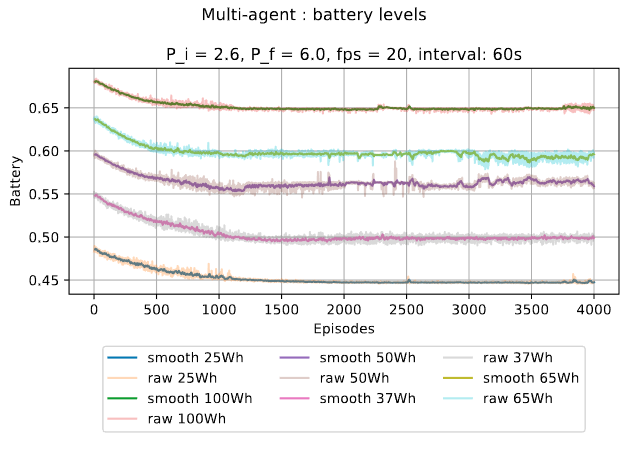 Multi-agent : battery levels
P_i = 2.6, P_f = 6.0, fps = 20, interval: 60s
0.65
0.60
0.55
0.50
0.45
Battery
0 500 1000 1500 2000 2500 3000 3500 4000
Episodes
smooth 25Wh smooth 50Wh raw 37Wh
raw 25Wh raw 50Wh smooth 65Wh
smooth 100Wh smooth 37Wh raw 65Wh
raw 100Wh